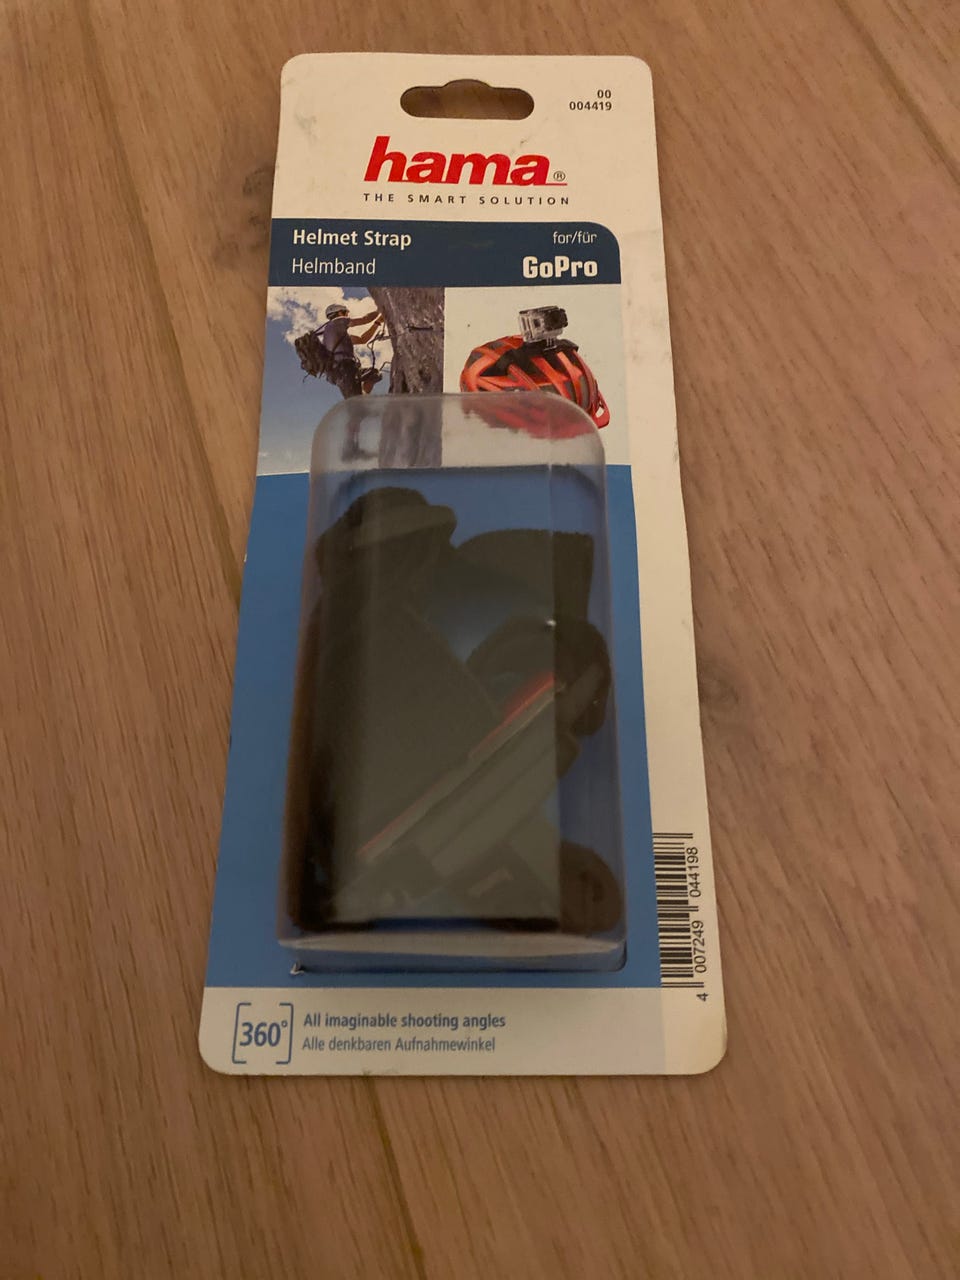 00
004419
hama®
THE SMART SOLUTION
Helmet Strap
for/für
Helmband
GoPro
4 007249 044198
360°
All imaginable shooting angles
Alle denkbaren Aufnahmewinkel